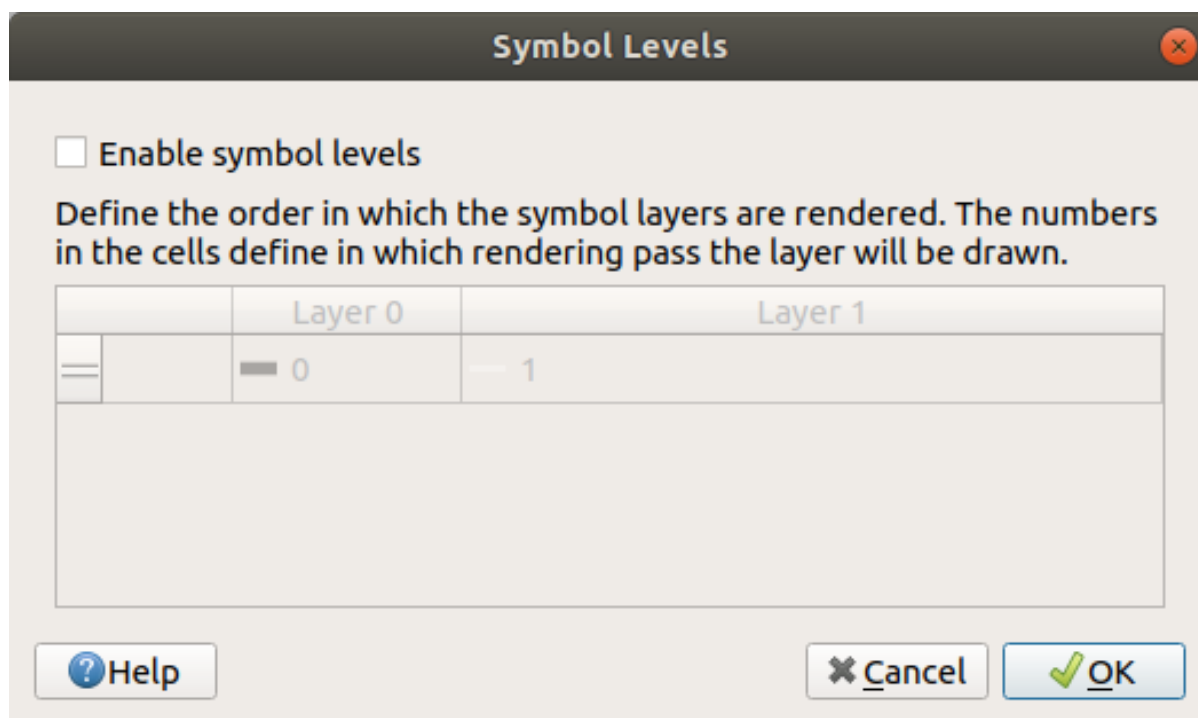 Symbol Levels
Enable symbol levels
Define the order in which the symbol layers are rendered. The numbers
in the cells define in which rendering pass the layer will be drawn.
Layer 0 Layer 1
0 1
Help Cancel OK